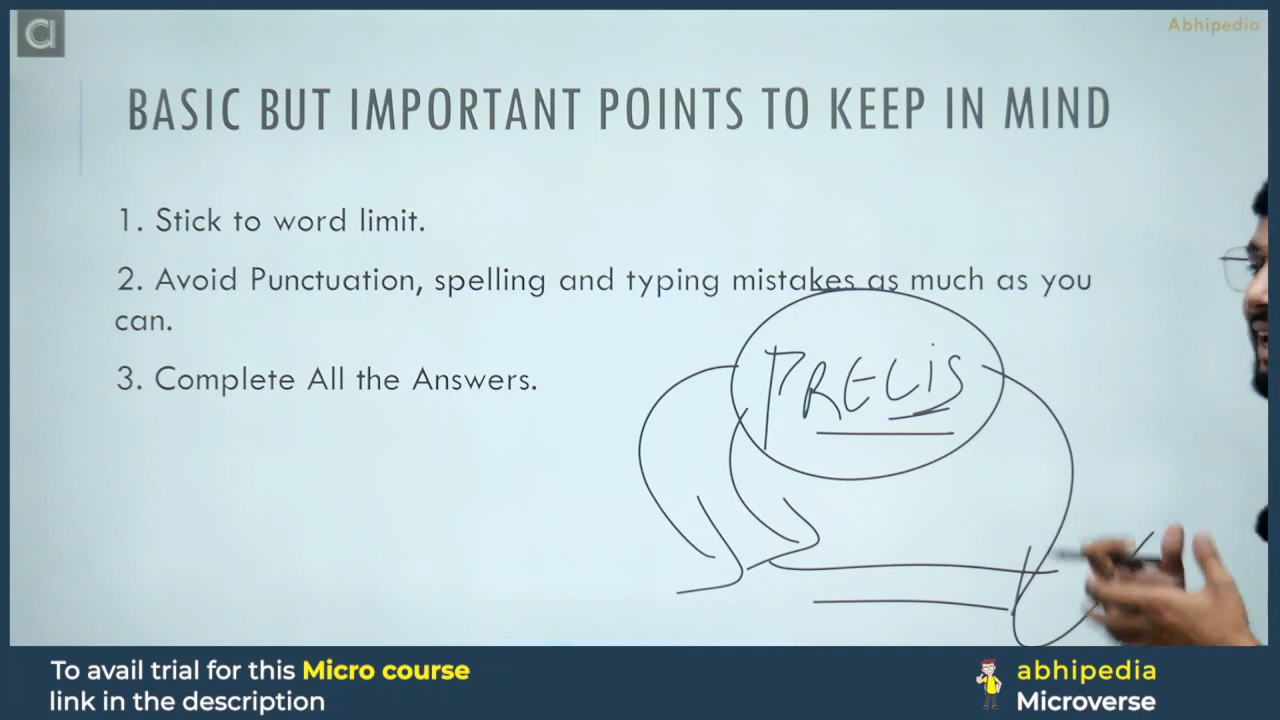 Abhipedia
BASIC BUT IMPORTANT POINTS TO KEEP IN MIND
1. Stick to word limit.
2. Avoid Punctuation, spelling and typing mistakes as much as you
can.
3. Complete All the Answers.
PRECIS
To avail trial for this Micro course
link in the description
abhipedia
Microverse